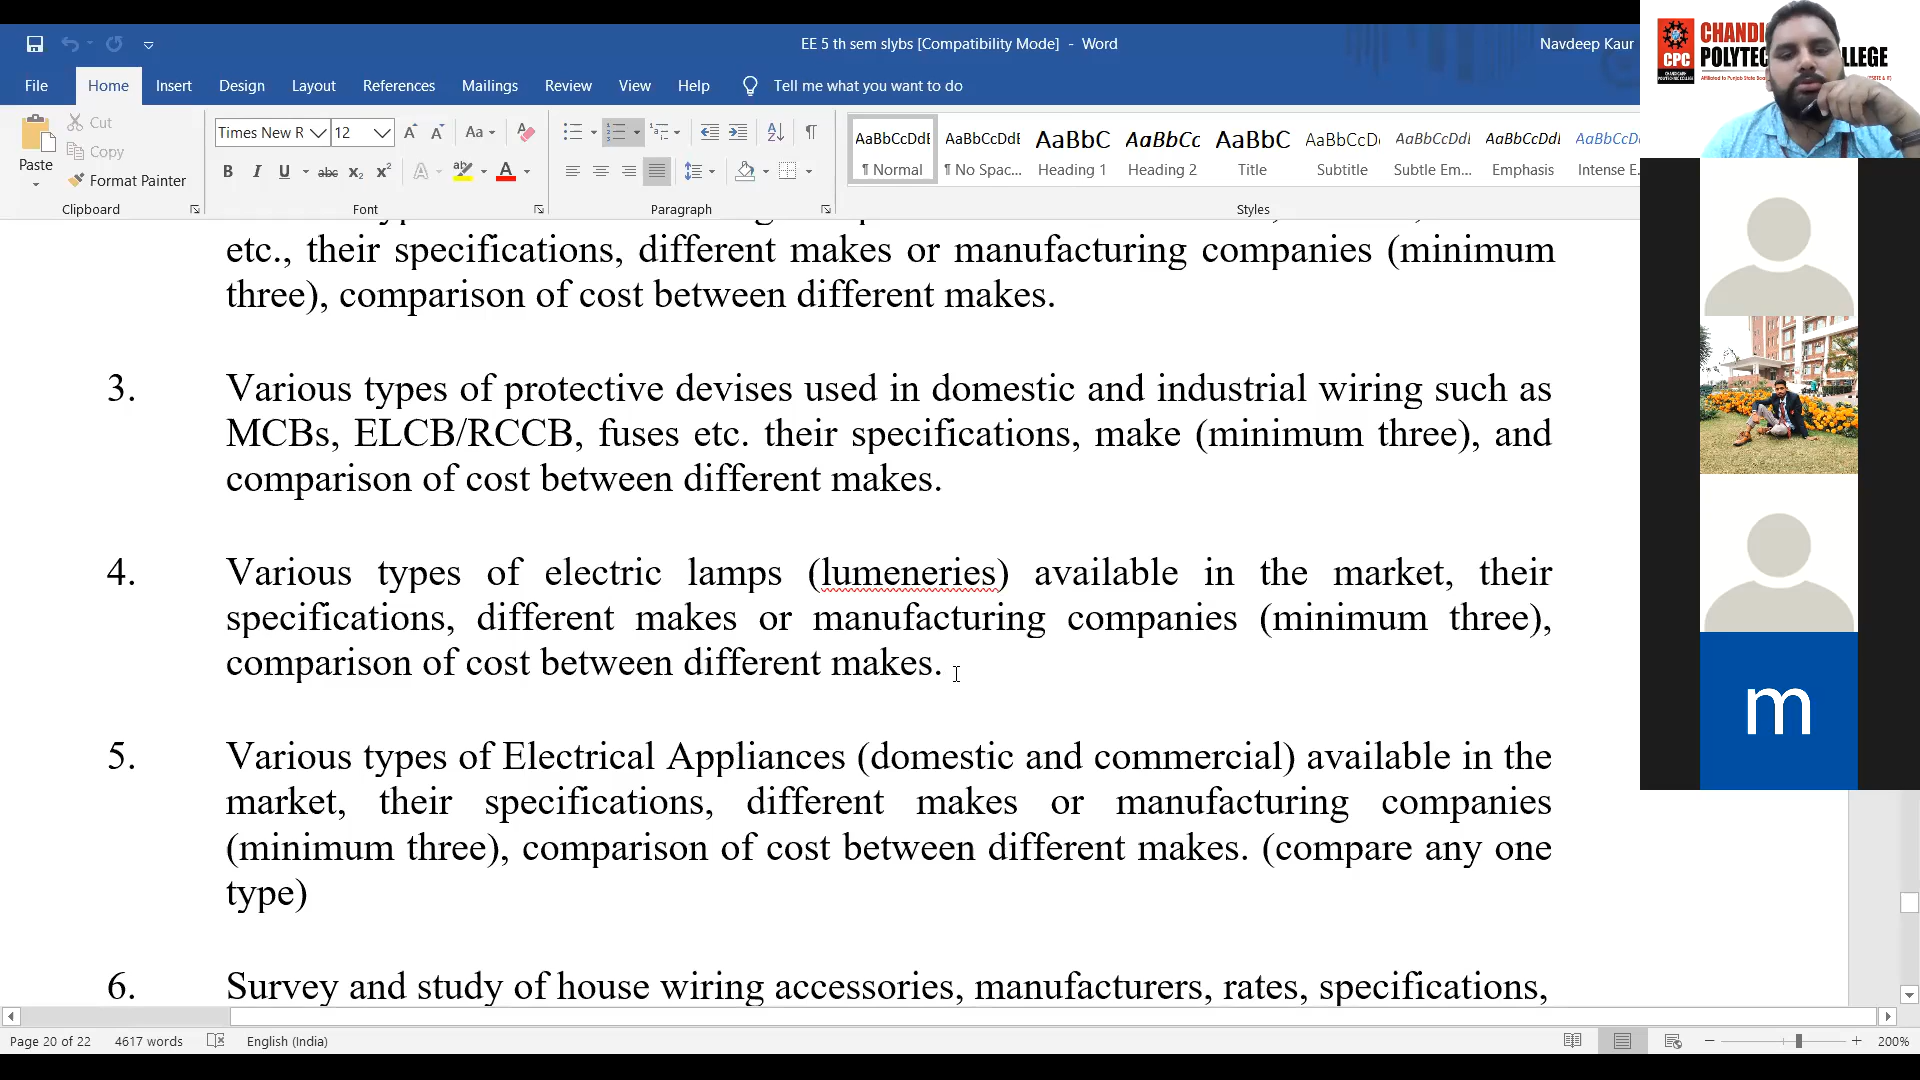 EE 5 th sem slybs [Compatibility Mode] - Word
Navdeep Kaur
File Home Insert Design Layout References Mailings Review View Help Tell me what you want to do
Paste
Cut
Copy
Format Painter
Clipboard
Times New R 12
Font
Paragraph
AaBbCcDdE ¶ Normal
AaBbCcDdE ¶ No Spac...
AaBbC Heading 1
AaBbCc Heading 2
AaBbC Title
AaBbCcD Subtitle
AaBbCcDdI Subtle Em...
AaBbCcDdI Emphasis
AaBbCcD Intense E.
Styles
etc., their specifications, different makes or manufacturing companies (minimum
three), comparison of cost between different makes.
3. Various types of protective devises used in domestic and industrial wiring such as
MCBs, ELCB/RCCB, fuses etc. their specifications, make (minimum three), and
comparison of cost between different makes.
4. Various types of electric lamps (lumeneries) available in the market, their
specifications, different makes or manufacturing companies (minimum three),
comparison of cost between different makes.
5. Various types of Electrical Appliances (domestic and commercial) available in the
market, their specifications, different makes or manufacturing companies
(minimum three), comparison of cost between different makes. (compare any one
type)
6. Survey and study of house wiring accessories, manufacturers, rates, specifications,
Page 20 of 22 4617 words English (India) 200%
CPC
m